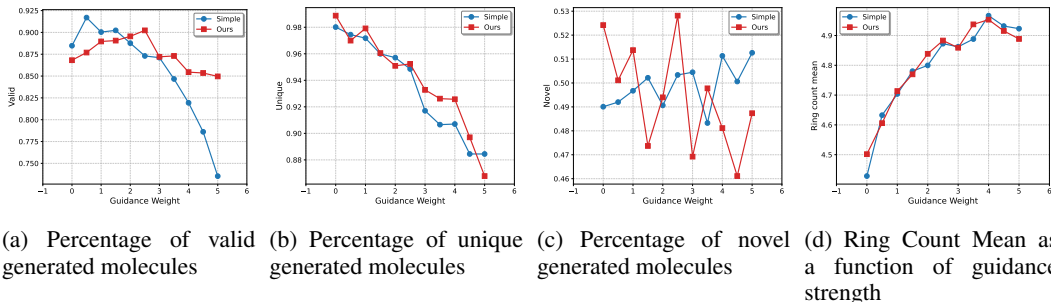 0.925
0.900
0.875
0.850
0.825
0.800
0.775
0.750
Valid
−1 0 1 2 3 4 5 6
Guidance Weight
Simple
Ours
0.98
0.96
0.94
0.92
0.90
0.88
Unique
−1 0 1 2 3 4 5 6
Guidance Weight
Simple
Ours
0.53
0.52
0.51
0.50
0.49
0.48
0.47
0.46
Novel
−1 0 1 2 3 4 5 6
Guidance Weight
Simple
Ours
4.9
4.8
4.7
4.6
4.5
Ring count mean
−1 0 1 2 3 4 5 6
Guidance Weight
Simple
Ours
(a) Percentage of valid
generated molecules
(b) Percentage of unique
generated molecules
(c) Percentage of novel
generated molecules
(d) Ring Count Mean as
a function of guidance
strength